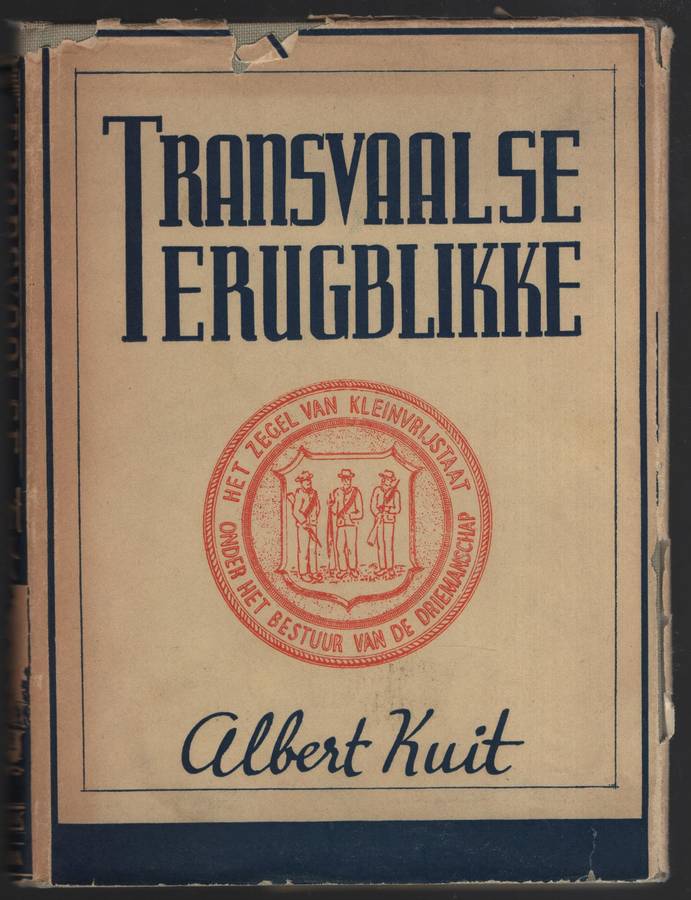 TRANSVAALSE
TERUGBLIKKE
HET ZEGEL VAN KLEINVRIJSTAAT
ONDER HET BESTUUR VAN DE DRIEMANSCHAP
Albert Kuit